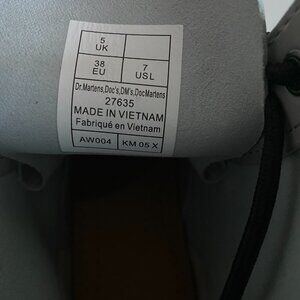 5
UK
38
EU
7
USL
Dr.Martens,Doc's,DM's,DocMartens
27635
MADE IN VIETNAM
Fabriqué en Vietnam
AW004
KM 05 X